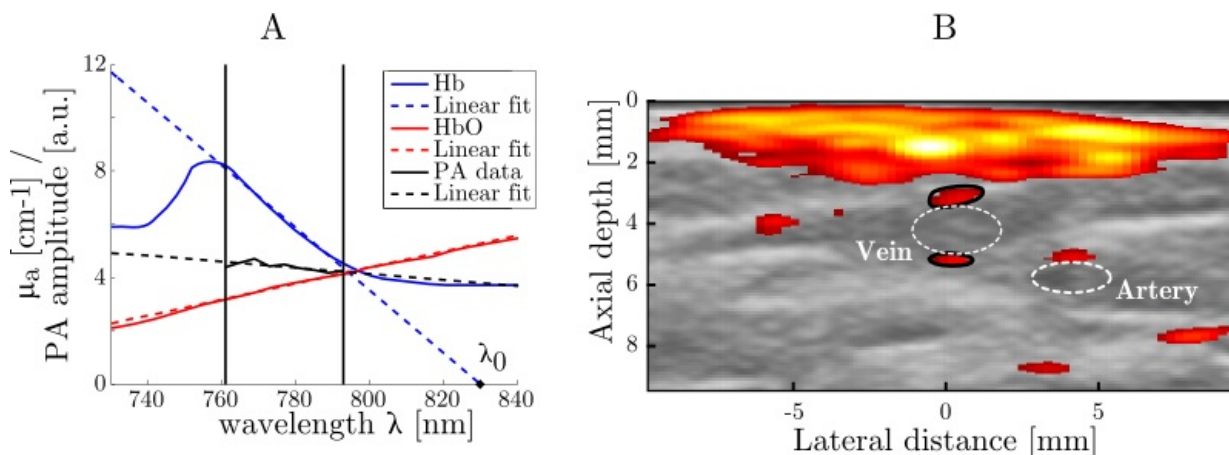 A
B
μa [cm-1] /
PA amplitude [a.u.]
12
8
4
0
Hb
Linear fit
HbO
Linear fit
PA data
Linear fit
λ0
740
760
780
800
820
840
wavelength λ [nm]
Axial depth [mm]
0
2
4
6
8
Vein
Artery
-5
0
5
Lateral distance [mm]